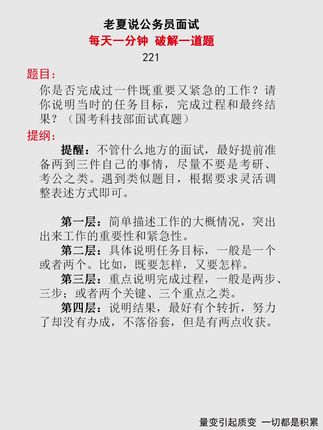 老夏说公务员面试
每天一分钟 破解一道题
221
题目：
你是否完成过一件既重要又紧急的工作？请
你说明当时的任务目标，完成过程和最终结
果？（国考科技部面试真题）
提纲：
提醒：不管什么地方的面试，最好提前准
备两到三件自己的事情，尽量不要是考研、
考公之类。遇到类似题目，根据要求灵活调
整表述方式即可。
第一层：简单描述工作的大概情况，突出
出来工作的重要性和紧急性。
第二层：具体说明任务目标，一般是一个
或者两个。比如，既要怎样，又要怎样。
第三层：重点说明完成过程，一般是两步、
三步；或者两个关键、三个重点之类。
第四层：说明结果，最好有个转折，努力
了却没有办成，不落俗套，但是有两点收获。
量变引起质变 一切都是积累